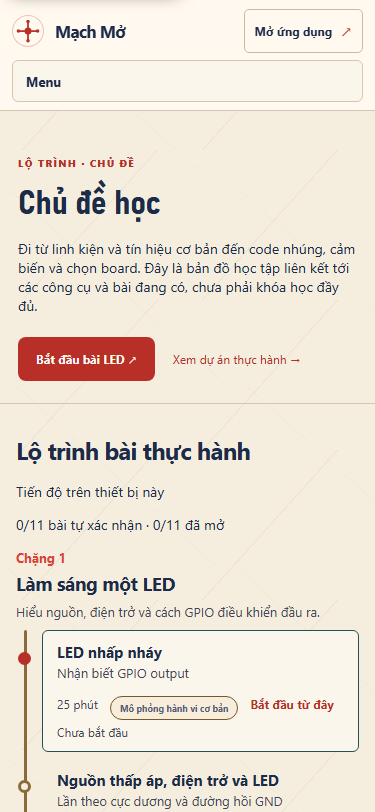 Mạch Mở
Mở ứng dụng ↗
Menu
LỘ TRÌNH · CHỦ ĐỀ
Chủ đề học
Đi từ linh kiện và tín hiệu cơ bản đến code nhúng, cảm
biến và chọn board. Đây là bản đồ học tập liên kết tới
các công cụ và bài đang có, chưa phải khóa học đầy
đủ.
Bắt đầu bài LED ↗
Xem dự án thực hành →
Lộ trình bài thực hành
Tiến độ trên thiết bị này
0/11 bài tự xác nhận · 0/11 đã mở
Chặng 1
Làm sáng một LED
Hiểu nguồn, điện trở và cách GPIO điều khiển đầu ra.
LED nhấp nháy
Nhận biết GPIO output
25 phút
Mô phỏng hành vi cơ bản
Bắt đầu từ đây
Chưa bắt đầu
Nguồn thấp áp, điện trở và LED
Lần theo cực dương và đường hồi GND